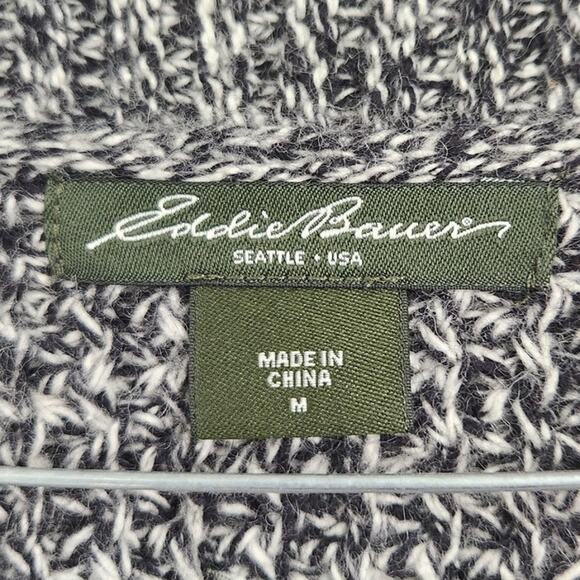 Eddie Bauer
SEATTLE • USA
MADE IN
CHINA
M